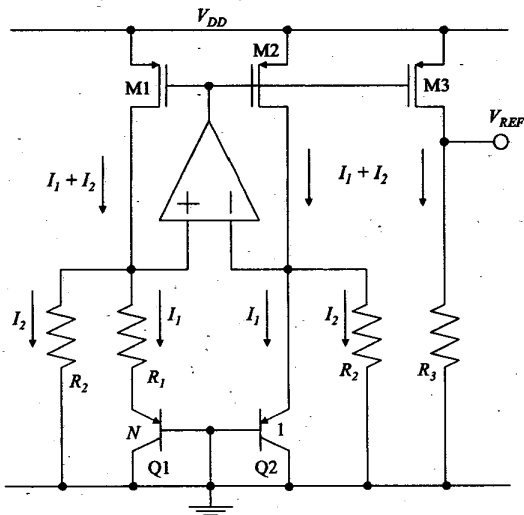 V_DD
M1
M2
M3
V_REF
I_1 + I_2
I_1 + I_2
+
−
I_2
I_1
I_1
I_2
R_2
R_1
R_2
R_3
N
1
Q1
Q2